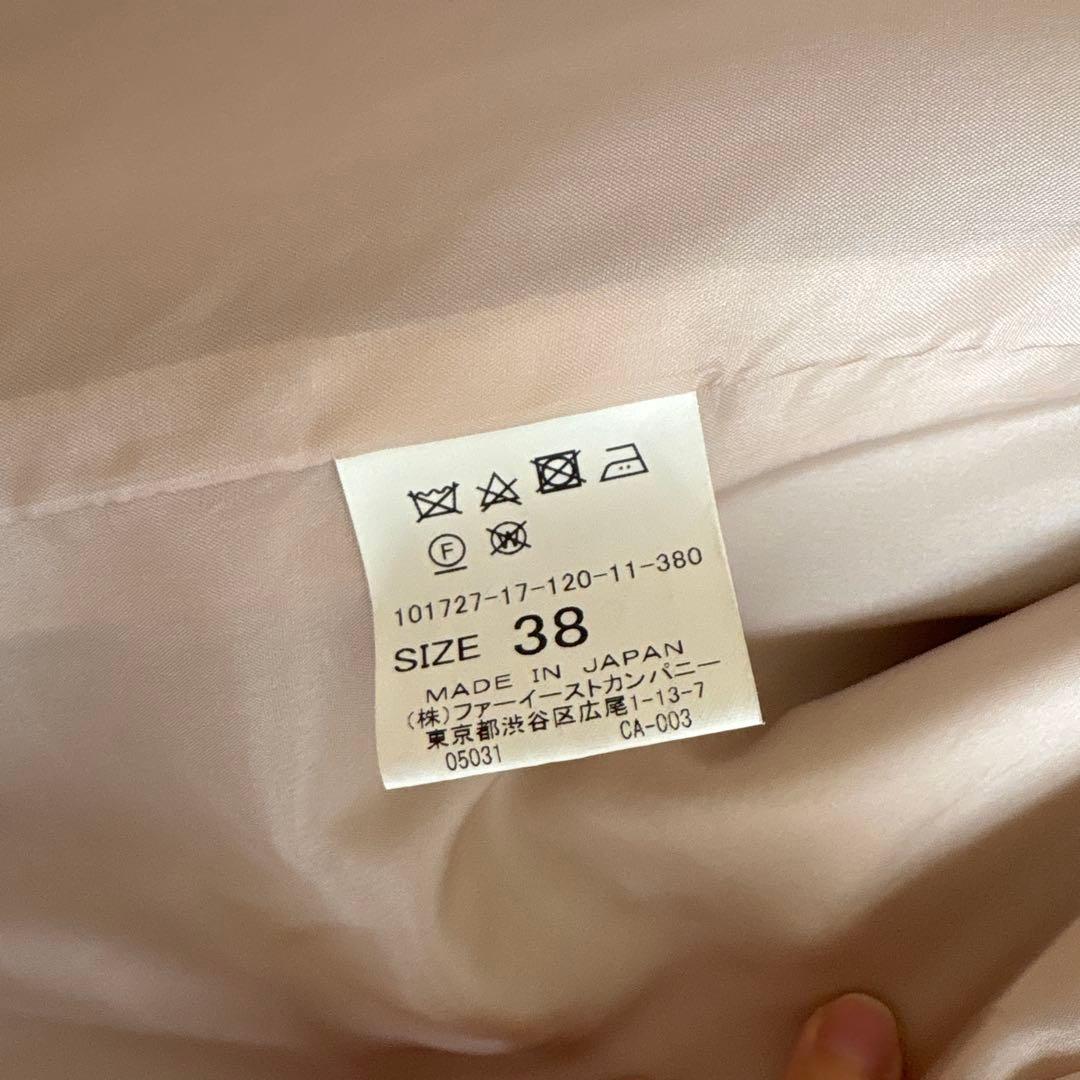 F W
101727-17-120-11-380
SIZE 38
MADE IN JAPAN
(株)ファーイーストカンパニー
東京都渋谷区広尾1-13-7
05031 CA-003